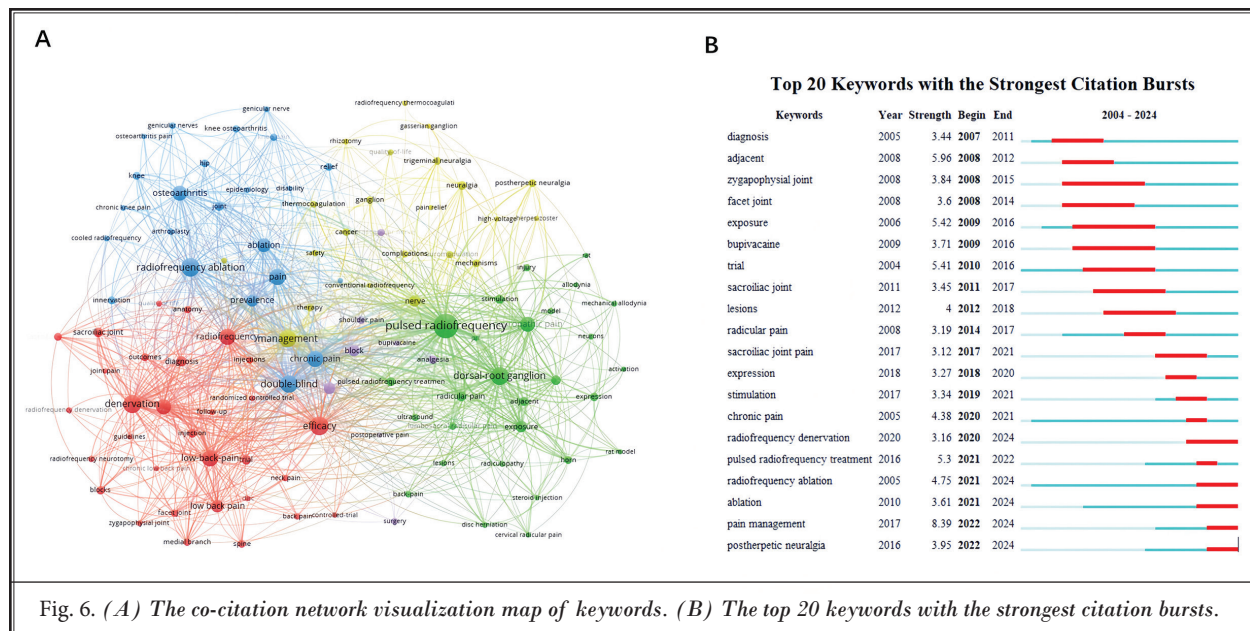 A
genicular nerve
genicular nerves
knee osteoarthritis
osteoarthritis pain
hip
relief
knee
osteoarthritis
epidemiology
disability
joint
chronic knee pain
arthroplasty
cooled radiofrequency
ablation
radiofrequency ablation
pain
innervation
prevalence
conventional radiofrequency
radiofrequency thermocoagulati
gasserian ganglion
rhizotomy
quality-of-life
trigeminal neuralgia
neuralgia
postherpetic neuralgia
ganglion
thermocoagulation
pain relief
high-voltage
herpes zoster
cancer
complications
safety
mechanisms
therapy
nerve
management
injury
rat
stimulation
allodynia
model
mechanical allodynia
pulsed radiofrequency
neurons
shoulder pain
bupivacaine
block
analgesia
chronic pain
double-blind
pulsed radiofrequency treatmen
dorsal-root ganglion
activation
radicular pain
adjacent
expression
randomized controlled trial
ultrasound
exposure
anatomy
sacroiliac joint
radiofrequency
outcomes
diagnosis
injections
joint pain
denervation
radiofrequency denervation
follow-up
efficacy
postoperative pain
guidelines
injection
radiofrequency neurotomy
low-back-pain
trial
chronic low back pain
neck pain
lesions
radiculopathy
horn
rat model
blocks
low back pain
disc
back-pain
steroid injection
facet joint
zygapophysial joint
back pain
controlled-trial
surgery
disc herniation
cervical radicular pain
medial branch
spine
B
Top 20 Keywords with the Strongest Citation Bursts
Keywords Year Strength Begin End 2004 - 2024
diagnosis 2005 3.44 2007 2011
adjacent 2008 5.96 2008 2012
zygapophysial joint 2008 3.84 2008 2015
facet joint 2008 3.6 2008 2014
exposure 2006 5.42 2009 2016
bupivacaine 2009 3.71 2009 2016
trial 2004 5.41 2010 2016
sacroiliac joint 2011 3.45 2011 2017
lesions 2012 4 2012 2018
radicular pain 2008 3.19 2014 2017
sacroiliac joint pain 2017 3.12 2017 2021
expression 2018 3.27 2018 2020
stimulation 2017 3.34 2019 2021
chronic pain 2005 4.38 2020 2021
radiofrequency denervation 2020 3.16 2020 2024
pulsed radiofrequency treatment 2016 5.3 2021 2022
radiofrequency ablation 2005 4.75 2021 2024
ablation 2010 3.61 2021 2024
pain management 2017 8.39 2022 2024
postherpetic neuralgia 2016 3.95 2022 2024
Fig. 6. (A) The co-citation network visualization map of keywords. (B) The top 20 keywords with the strongest citation bursts.